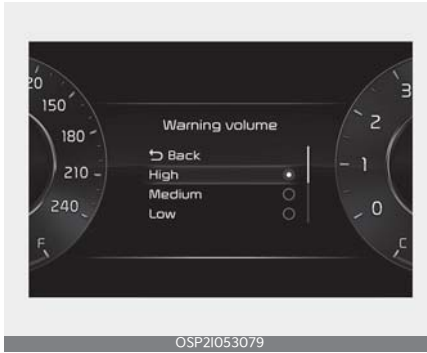 Warning volume
Back
High
Medium
Low
20
150
180
210
240
F
3
2
1
0
C
OSP2I053079